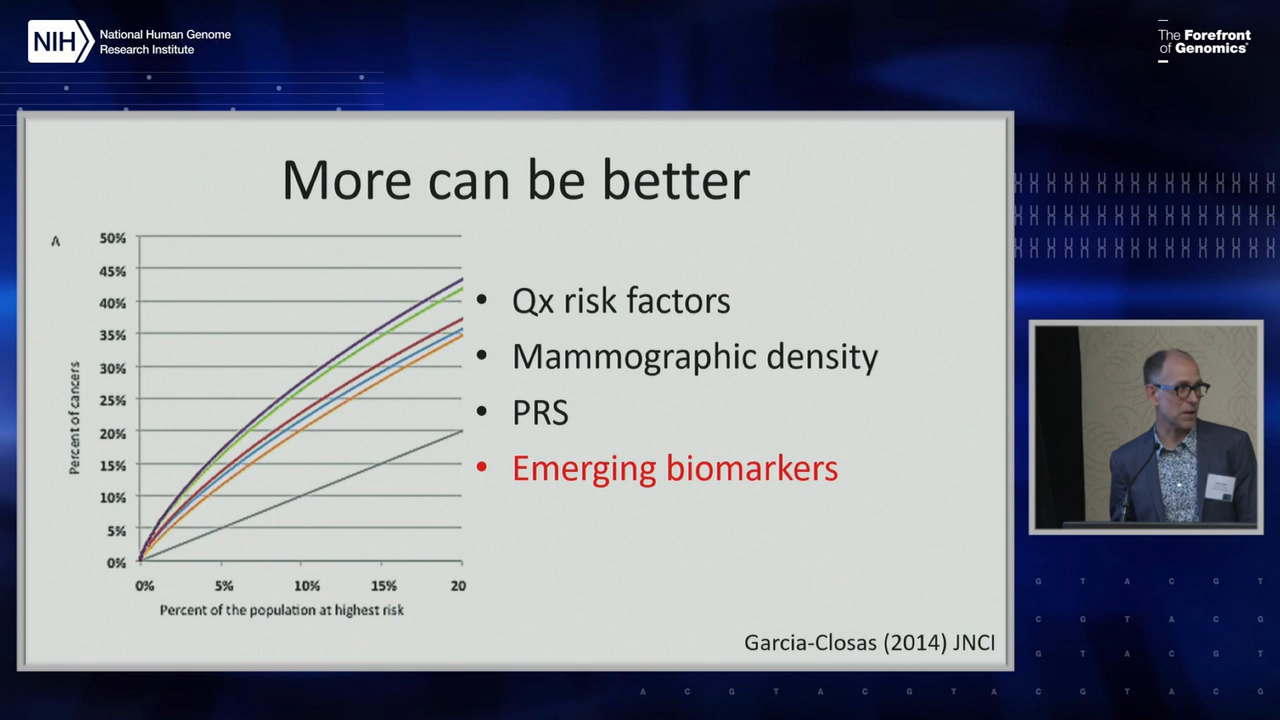 NIH
National Human Genome
Research Institute
The Forefront
of Genomics®
More can be better
A
50%
45%
40%
35%
30%
25%
20%
15%
10%
5%
0%
Percent of cancers
0% 5% 10% 15% 20
Percent of the population at highest risk
• Qx risk factors
• Mammographic density
• PRS
• Emerging biomarkers
Garcia-Closas (2014) JNCI
G T A C G T
C G T A C G
G T A C G T
A C G T A C G T A C G T A C G